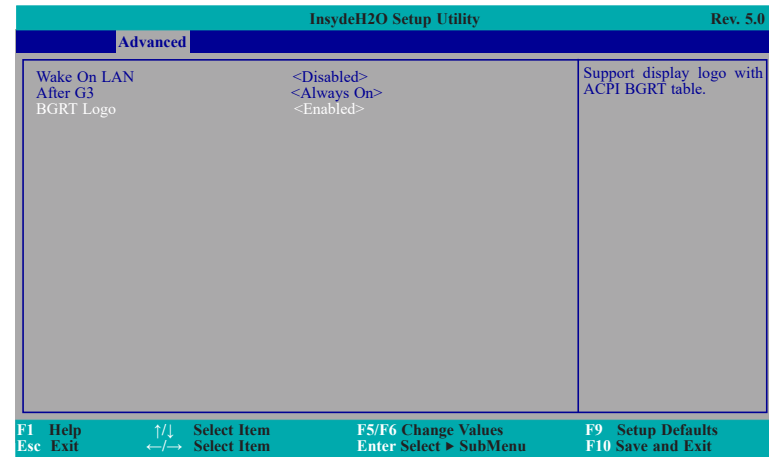 InsydeH2O Setup Utility Rev. 5.0
Advanced
Wake On LAN <Disabled> Support display logo with
After G3 <Always On> ACPI BGRT table.
BGRT Logo <Enabled>
F1 Help ↑/↓ Select Item F5/F6 Change Values F9 Setup Defaults
Esc Exit ←/→ Select Item Enter Select ▶ SubMenu F10 Save and Exit